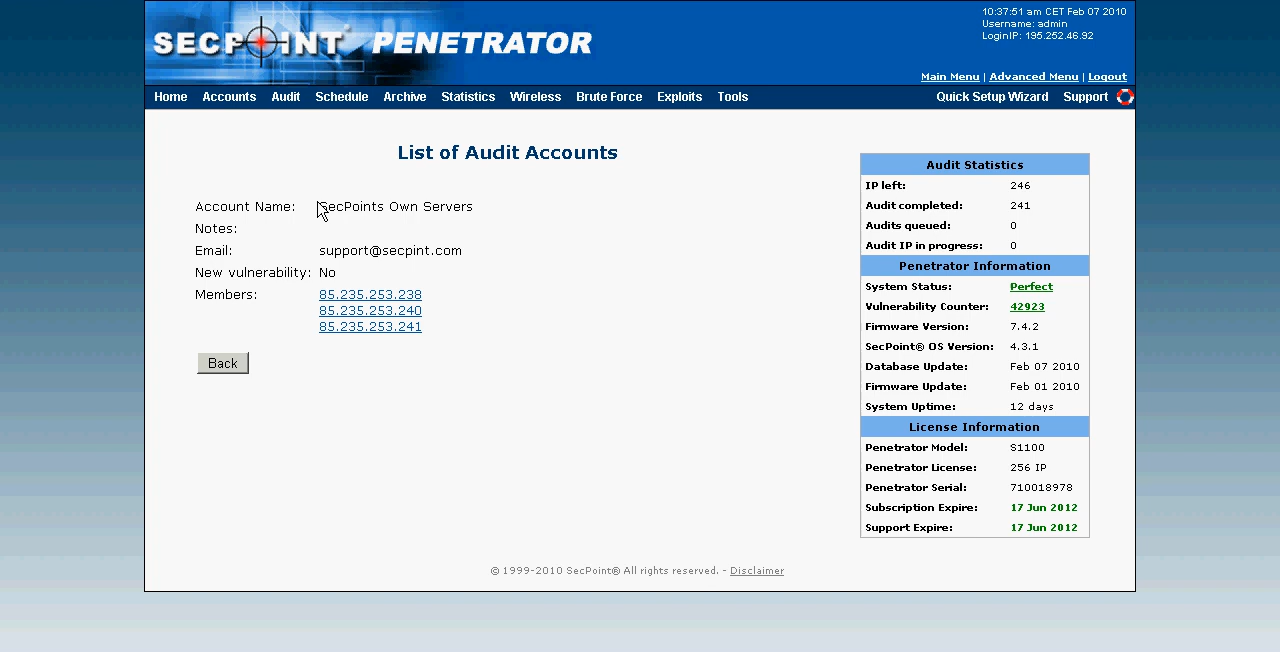 10:37:51 am CET Feb 07 2010
Username: admin
LoginIP: 195.252.46.92
SECPOINT® PENETRATOR
Main Menu | Advanced Menu | Logout
Home Accounts Audit Schedule Archive Statistics Wireless Brute Force Exploits Tools Quick Setup Wizard Support
List of Audit Accounts
Account Name: SecPoints Own Servers
Notes:
Email: support@secpint.com
New vulnerability: No
Members: 85.235.253.238
85.235.253.240
85.235.253.241
Back
Audit Statistics
IP left: 246
Audit completed: 241
Audits queued: 0
Audit IP in progress: 0
Penetrator Information
System Status: Perfect
Vulnerability Counter: 42923
Firmware Version: 7.4.2
SecPoint® OS Version: 4.3.1
Database Update: Feb 07 2010
Firmware Update: Feb 01 2010
System Uptime: 12 days
License Information
Penetrator Model: S1100
Penetrator License: 256 IP
Penetrator Serial: 710018978
Subscription Expire: 17 Jun 2012
Support Expire: 17 Jun 2012
© 1999-2010 SecPoint® All rights reserved. - Disclaimer